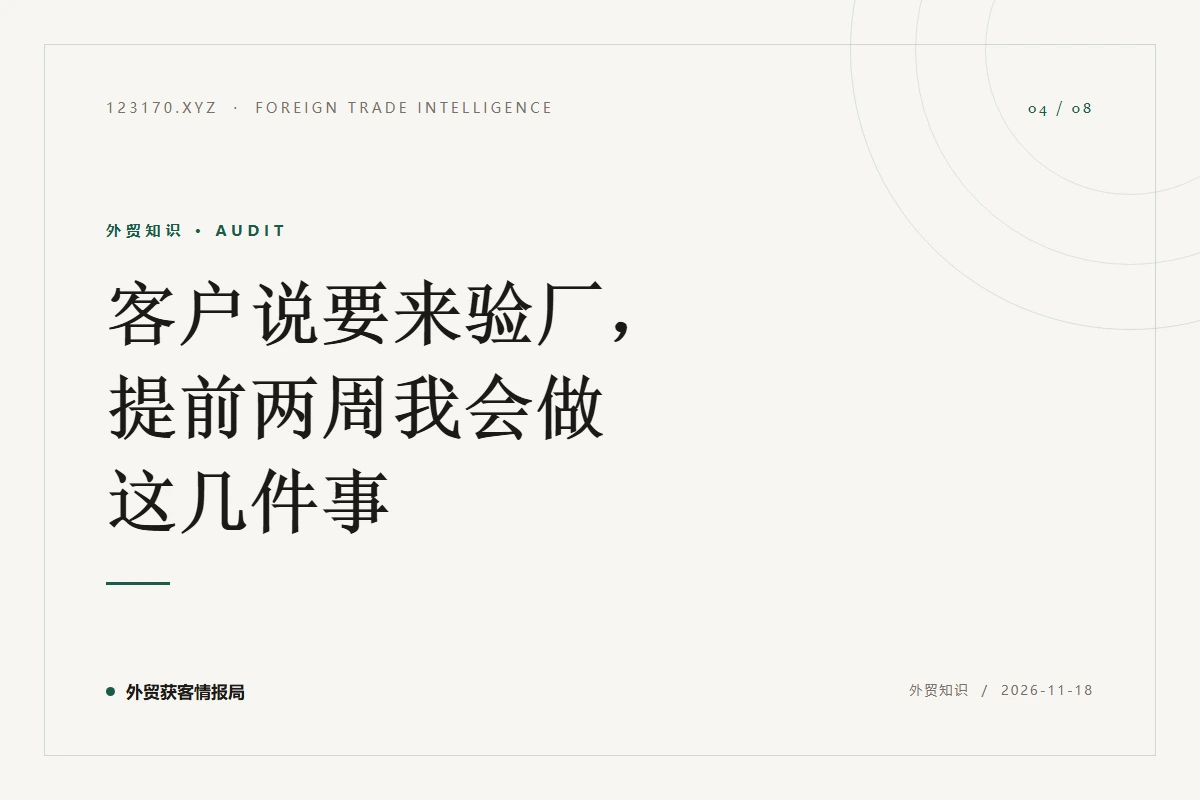 123170.XYZ · FOREIGN TRADE INTELLIGENCE
04 / 08
外贸知识 • AUDIT
客户说要来验厂，
提前两周我会做
这几件事
外贸获客情报局
外贸知识 / 2026-11-18